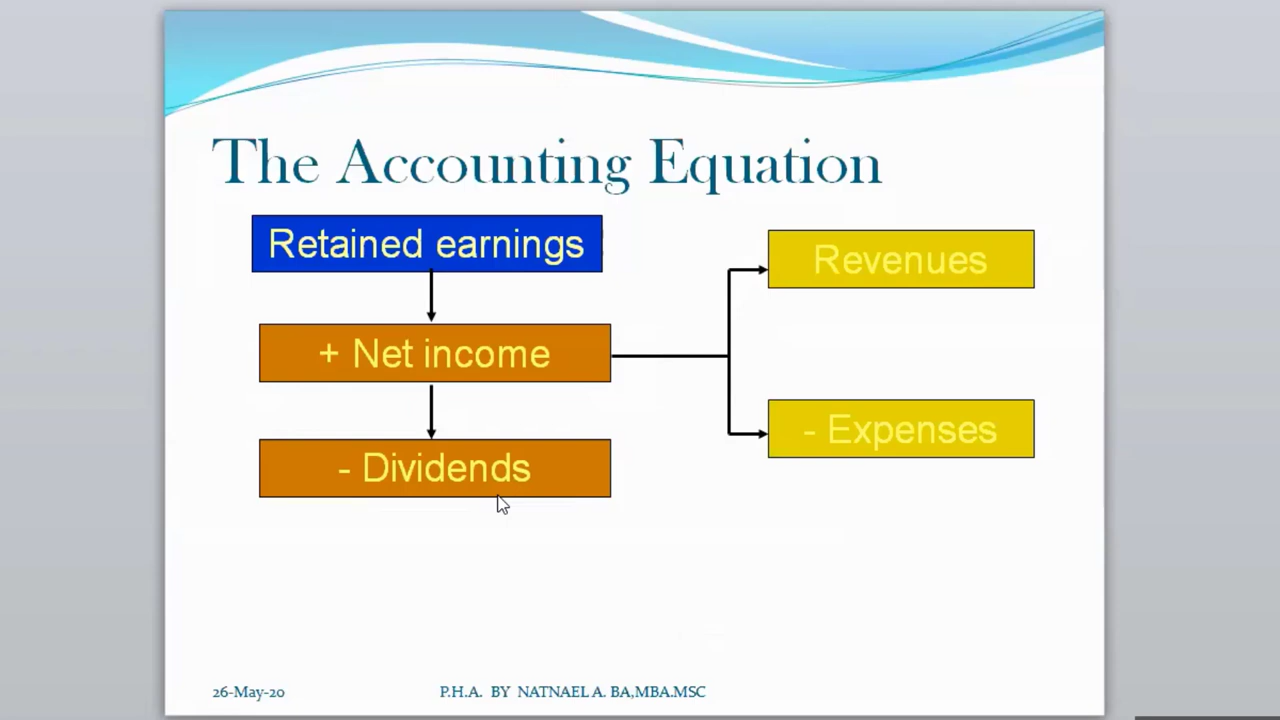 The Accounting Equation
Retained earnings
+ Net income
- Dividends
Revenues
- Expenses
26-May-20
P.H.A. BY NATNAEL A. BA,MBA.MSC